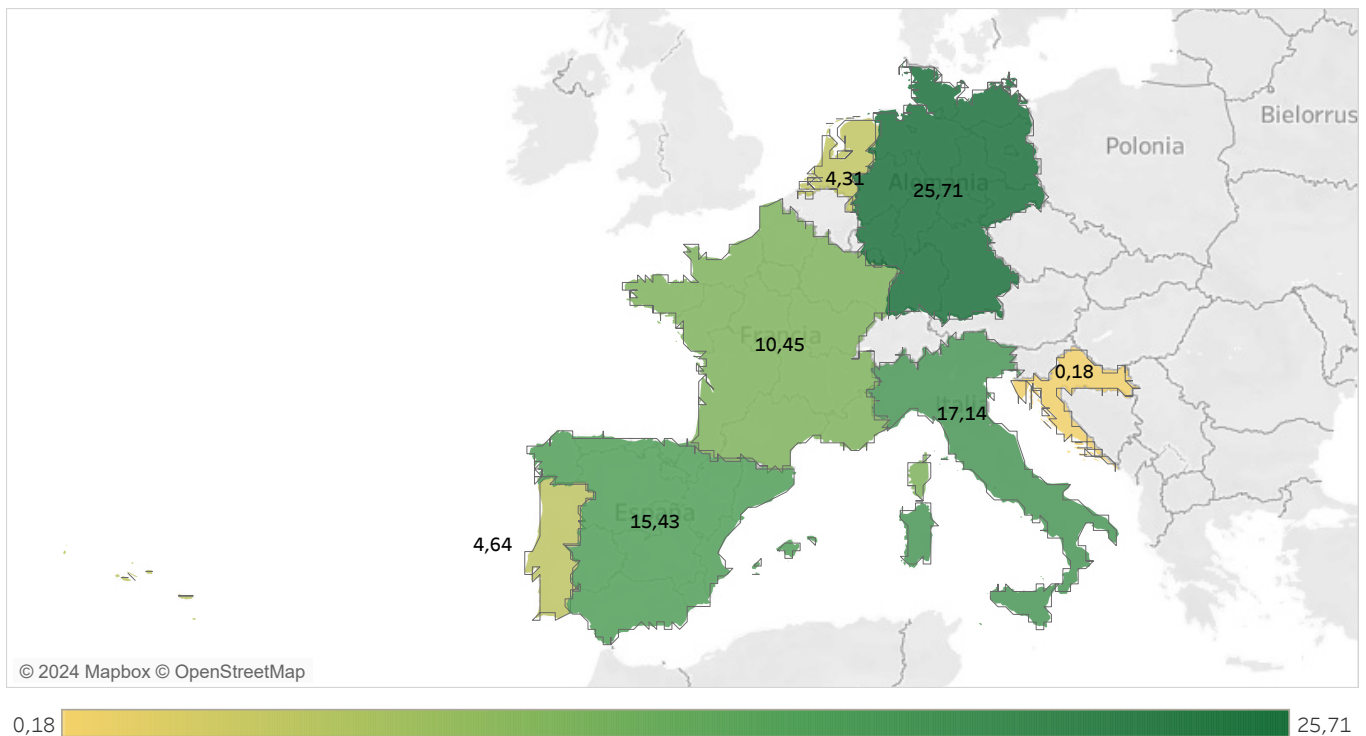 Bielorrus
Polonia
4,31
Alemania
25,71
Francia
10,45
0,18
Italia
17,14
España
15,43
4,64
© 2024 Mapbox © OpenStreetMap
0,18
25,71